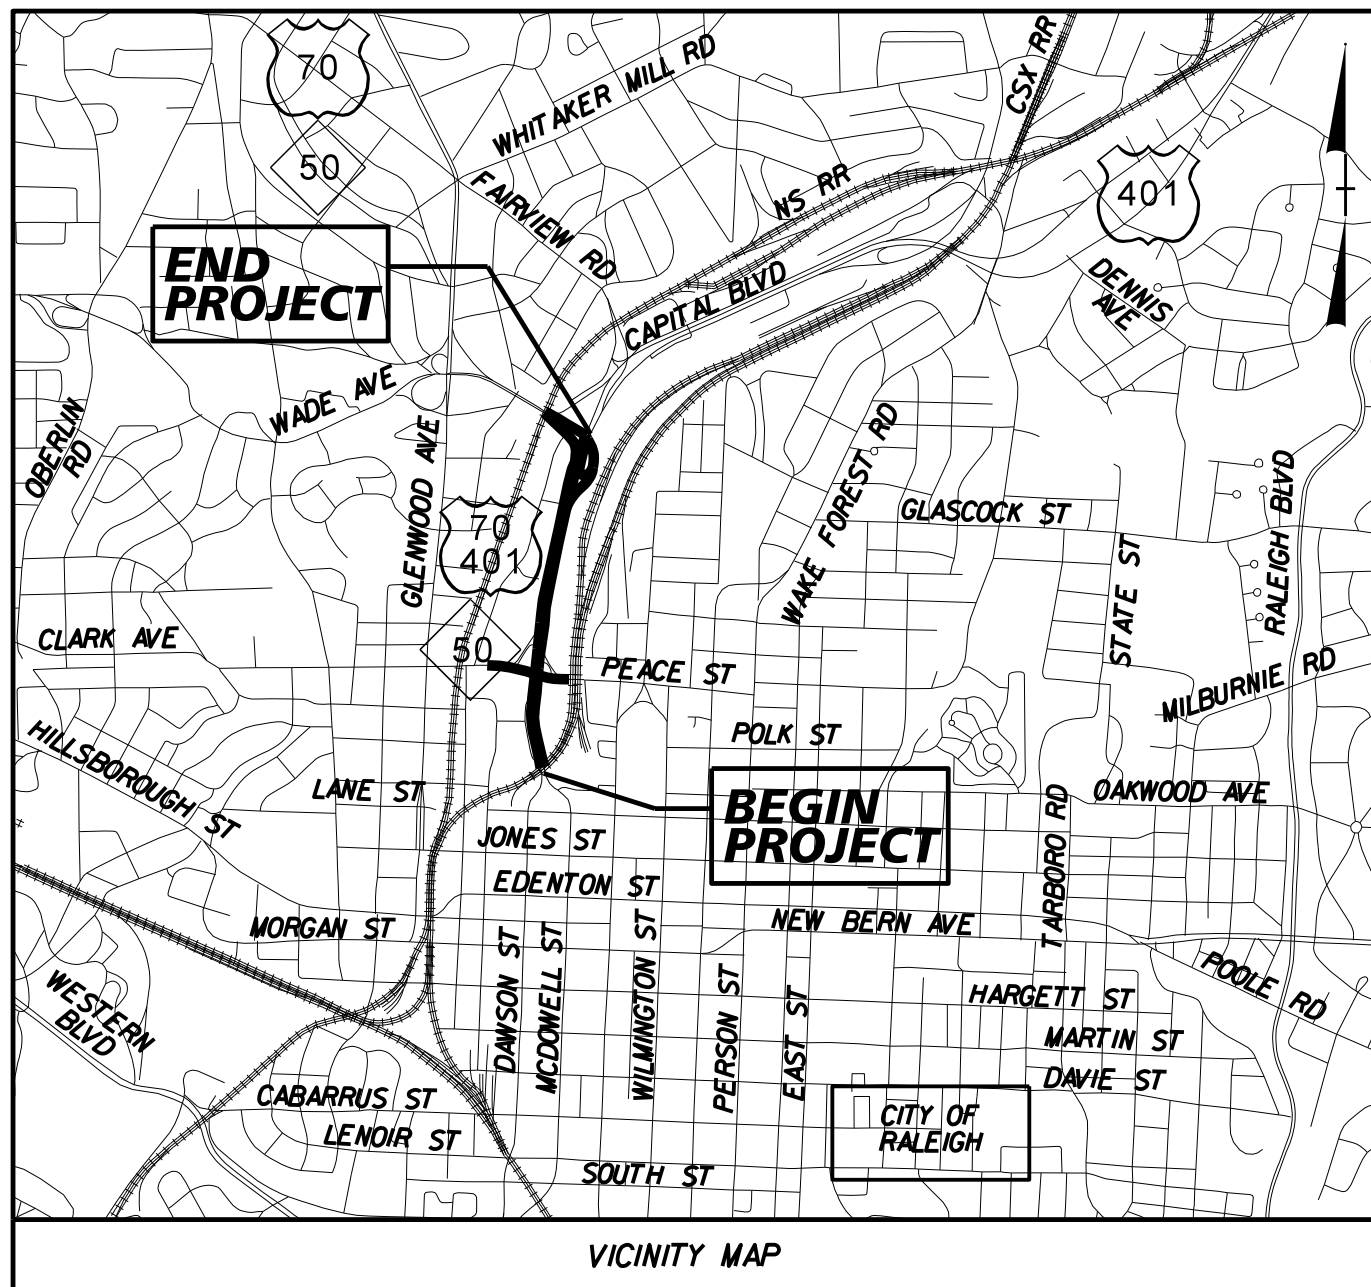 70
50
WHITAKER MILL RD
CSX RR
FAIRVIEW RD
NS RR
401
END
PROJECT
CAPITAL BLVD
DENNIS
AVE
WADE AVE
OBERLIN
RD
GLENWOOD AVE
WAKE FOREST RD
GLASCOCK ST
RALEIGH BLVD
70
401
STATE ST
CLARK AVE
50
PEACE ST
MILBURNIE RD
HILLSBOROUGH ST
POLK ST
LANE ST
BEGIN
PROJECT
OAKWOOD AVE
JONES ST
TARBORO RD
EDENTON ST
MORGAN ST
NEW BERN AVE
WESTERN
BLVD
DAWSON ST
MCDOWELL ST
WILMINGTON ST
PERSON ST
EAST ST
POOLE RD
HARGETT ST
MARTIN ST
DAVIE ST
CABARRUS ST
LENOIR ST
CITY OF
RALEIGH
SOUTH ST
VICINITY MAP